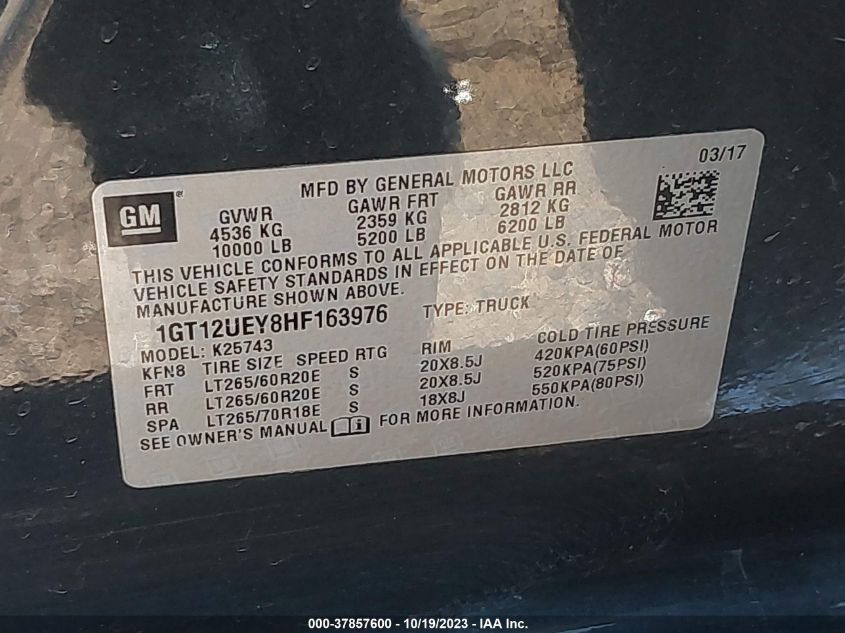 MFD BY GENERAL MOTORS LLC 03/17
GM®
GVWR GAWR FRT GAWR RR
4536 KG 2359 KG 2812 KG
10000 LB 5200 LB 6200 LB
THIS VEHICLE CONFORMS TO ALL APPLICABLE U.S. FEDERAL MOTOR
VEHICLE SAFETY STANDARDS IN EFFECT ON THE DATE OF
MANUFACTURE SHOWN ABOVE.
1GT12UEY8HF163976 TYPE: TRUCK
MODEL: K25743
KFN8 TIRE SIZE SPEED RTG RIM COLD TIRE PRESSURE
FRT LT265/60R20E S 20X8.5J 420KPA(60PSI)
RR LT265/60R20E S 20X8.5J 520KPA(75PSI)
SPA LT265/70R18E S 18X8J 550KPA(80PSI)
SEE OWNER'S MANUAL FOR MORE INFORMATION.
000-37857600 - 10/19/2023 - IAA Inc.